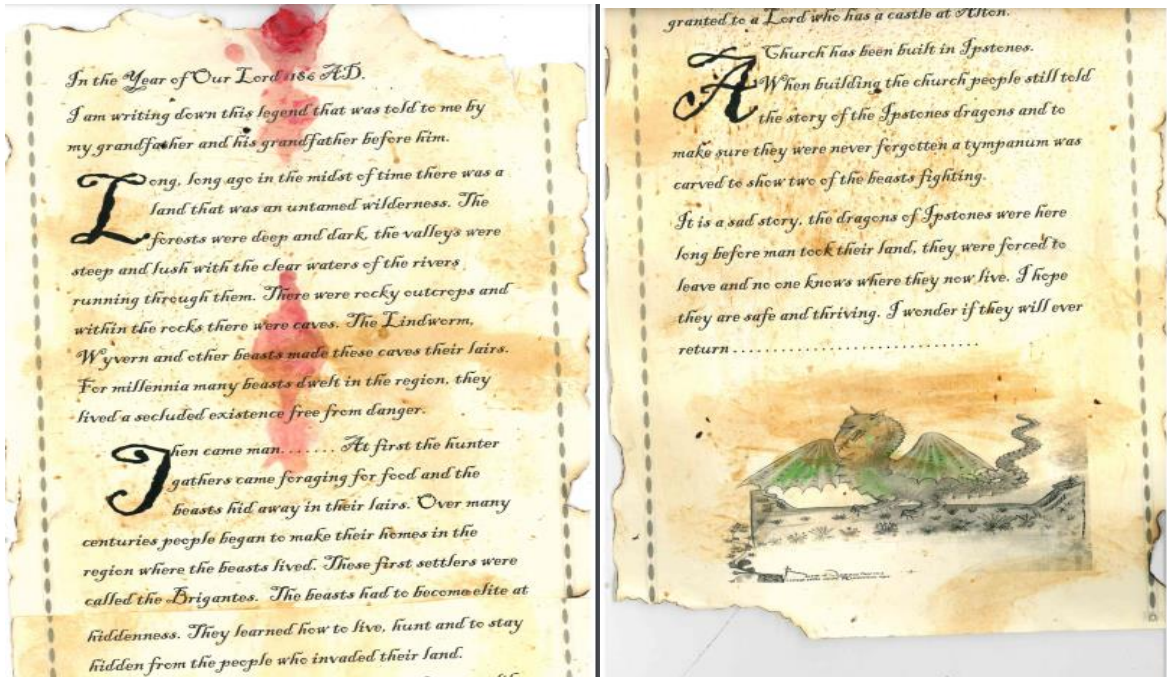 In the Year of Our Lord 1186 AD.
I am writing down this legend that was told to me by
my grandfather and his grandfather before him.
Long, long ago in the midst of time there was a
land that was an untamed wilderness. The
forests were deep and dark, the valleys were
steep and lush with the clear waters of the rivers
running through them. There were rocky outcrops and
within the rocks there were caves. The Lindworm,
Wyvern and other beasts made these caves their lairs.
For millennia many beasts dwelt in the region, they
lived a secluded existence free from danger.
Then came man....... At first the hunter
gathers came foraging for food and the
beasts hid away in their lairs. Over many
centuries people began to make their homes in the
region where the beasts lived. These first settlers were
called the Brigantes. The beasts had to become elite at
hiddenness. They learned how to live, hunt and to stay
hidden from the people who invaded their land.
granted to a Lord who has a castle at Alton.
A Church has been built in Ipstones.
When building the church people still told
the story of the Ipstones dragons and to
make sure they were never forgotten a tympanum was
carved to show two of the beasts fighting.
It is a sad story, the dragons of Ipstones were here
long before man took their land, they were forced to
leave and no one knows where they now live. I hope
they are safe and thriving. I wonder if they will ever
return..............................